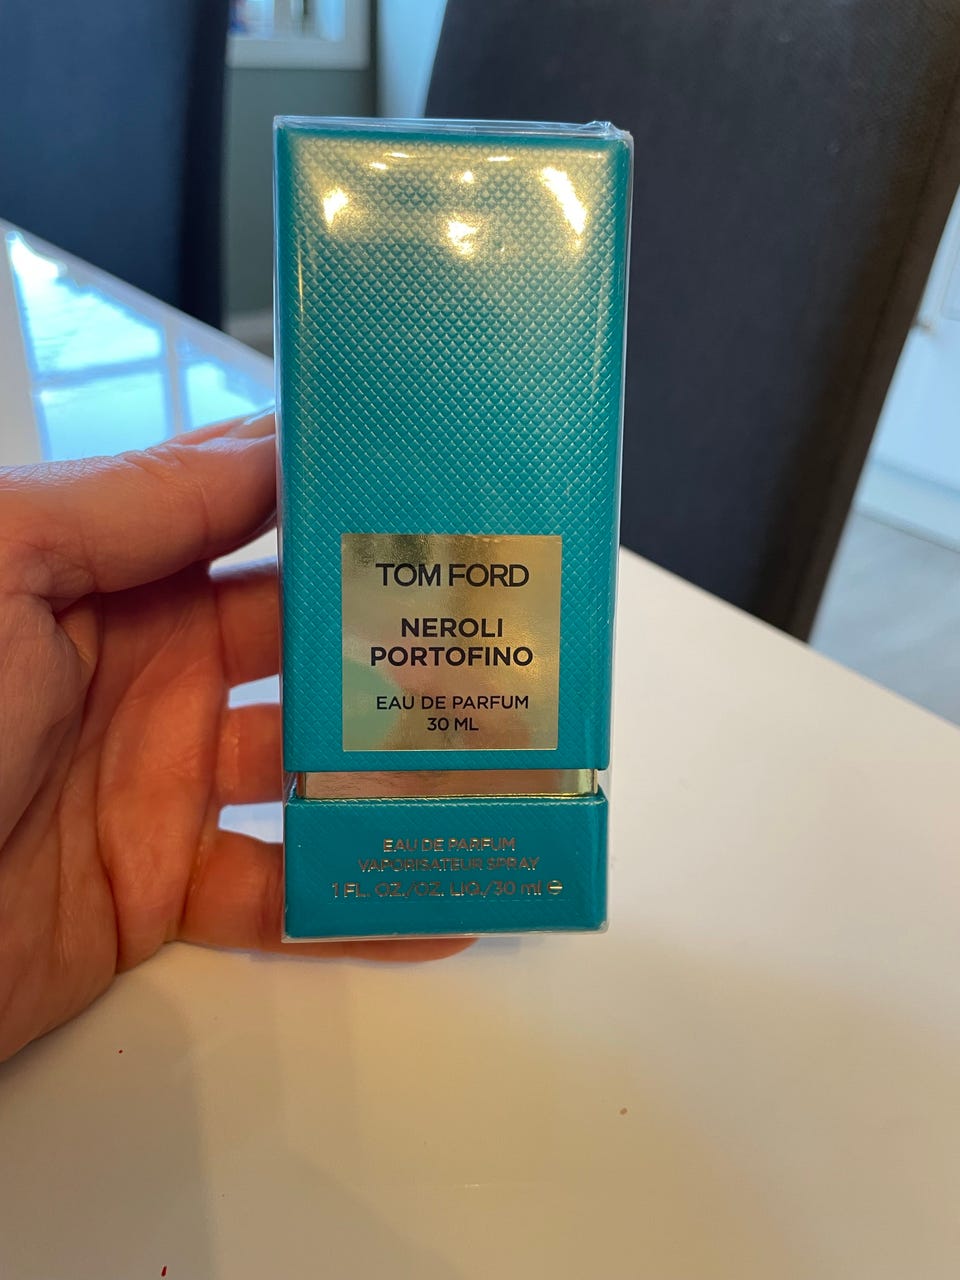 TOM FORD
NEROLI
PORTOFINO
EAU DE PARFUM
30 ML
EAU DE PARFUM
VAPORISATEUR SPRAY
1 FL. OZ./OZ. LIQ./30 ml ℮